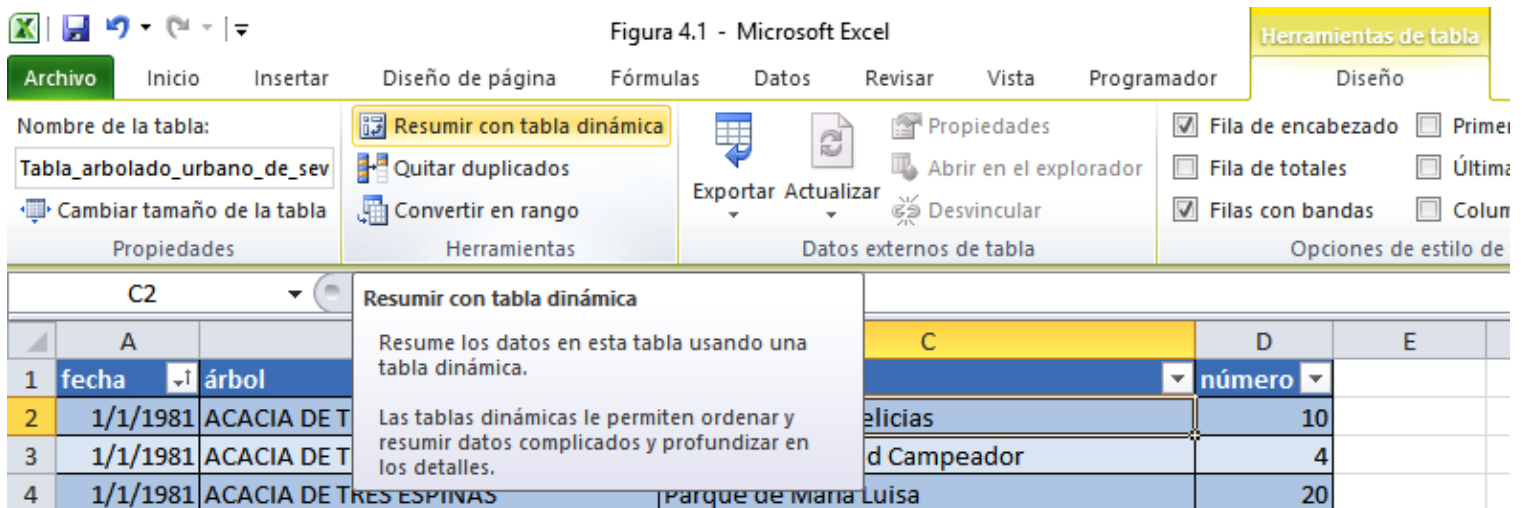 Figura 4.1 - Microsoft Excel
Herramientas de tabla
Archivo Inicio Insertar Diseño de página Fórmulas Datos Revisar Vista Programador Diseño
Nombre de la tabla:
Tabla_arbolado_urbano_de_sev
Cambiar tamaño de la tabla
Propiedades
Resumir con tabla dinámica
Quitar duplicados
Convertir en rango
Herramientas
Exportar Actualizar
Propiedades
Abrir en el explorador
Desvincular
Datos externos de tabla
Fila de encabezado
Fila de totales
Filas con bandas
Primer
Última
Colum
Opciones de estilo de
C2
Resumir con tabla dinámica
Resume los datos en esta tabla usando una
tabla dinámica.
Las tablas dinámicas le permiten ordenar y
resumir datos complicados y profundizar en
los detalles.
A C D E
1 fecha árbol número
2 1/1/1981 ACACIA DE T elicias 10
3 1/1/1981 ACACIA DE T d Campeador 4
4 1/1/1981 ACACIA DE TRES ESPINAS Parque de María Luisa 20